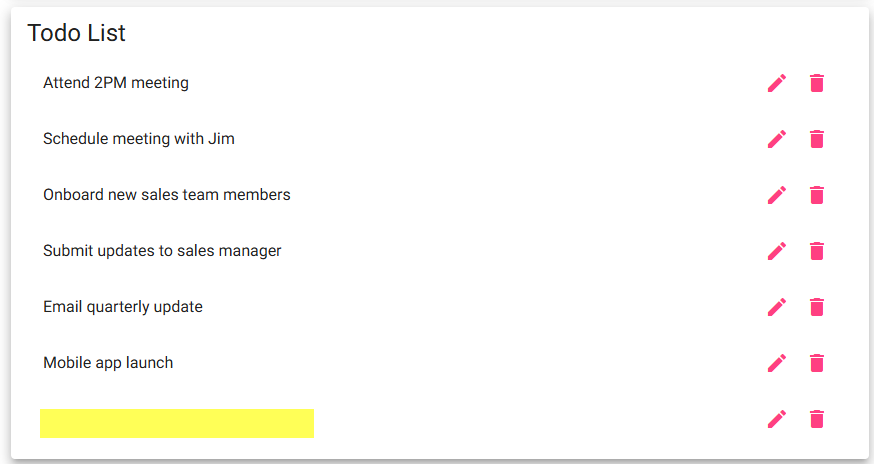 Todo List
Attend 2PM meeting
Schedule meeting with Jim
Onboard new sales team members
Submit updates to sales manager
Email quarterly update
Mobile app launch